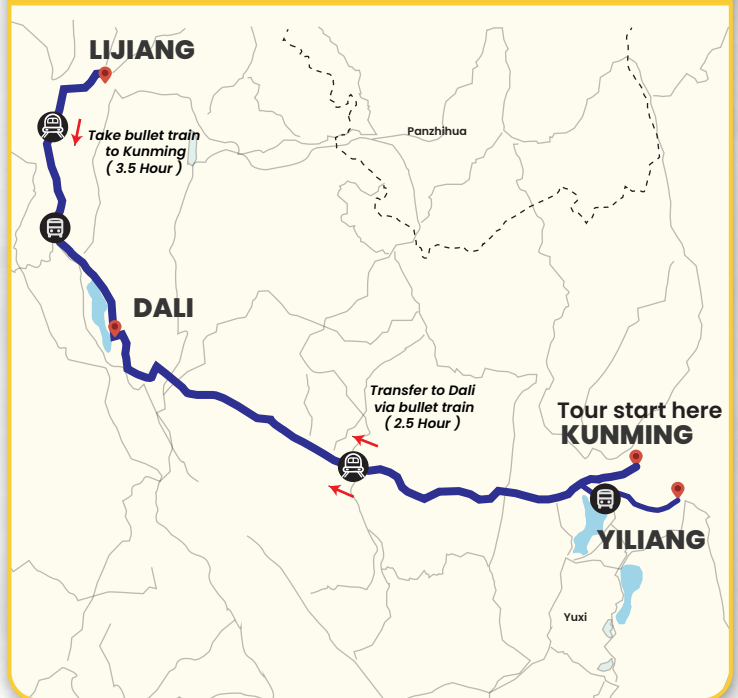 LIJIANG
Take bullet train
to Kunming
( 3.5 Hour )
Panzhihua
DALI
Transfer to Dali
via bullet train
( 2.5 Hour )
Tour start here
KUNMING
YILIANG
Yuxi